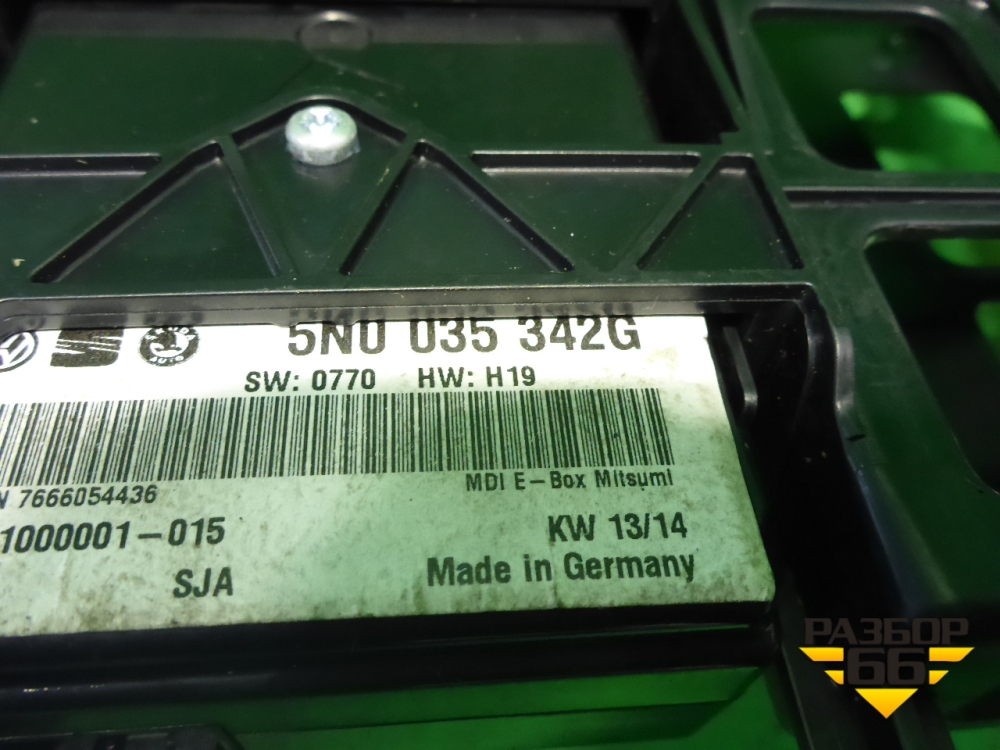 5N0 035 342G
SW: 0770 HW: H19
N 7666054436
MDI E-Box Mitsumi
1000001-015
KW 13/14
SJA
Made in Germany
РАЗБОР
66